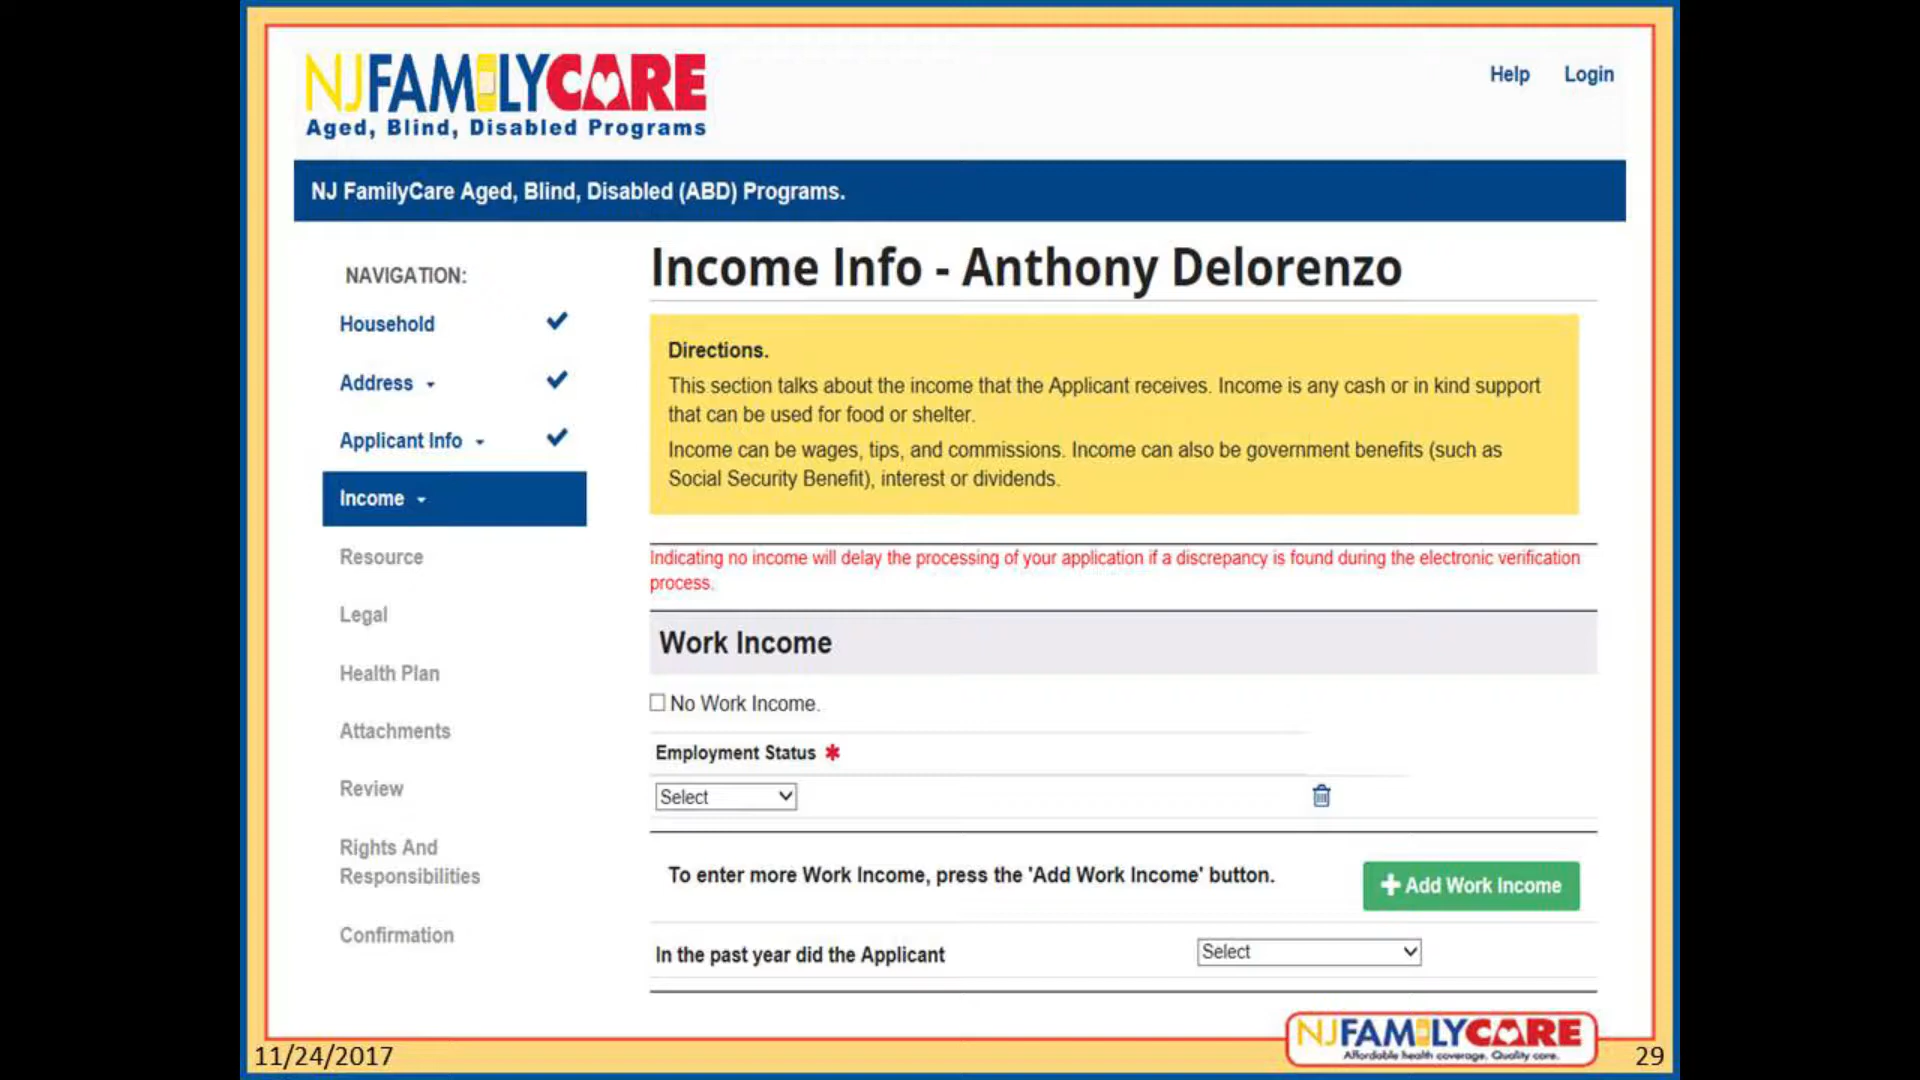 NJFAMILYCARE
Aged, Blind, Disabled Programs
Help Login
NJ FamilyCare Aged, Blind, Disabled (ABD) Programs.
NAVIGATION:
Household
Address
Applicant Info
Income
Resource
Legal
Health Plan
Attachments
Review
Rights And
Responsibilities
Confirmation
Income Info - Anthony Delorenzo
Directions.
This section talks about the income that the Applicant receives. Income is any cash or in kind support
that can be used for food or shelter.
Income can be wages, tips, and commissions. Income can also be government benefits (such as
Social Security Benefit), interest or dividends.
Indicating no income will delay the processing of your application if a discrepancy is found during the electronic verification
process.
Work Income
No Work Income.
Employment Status *
Select
To enter more Work Income, press the 'Add Work Income' button.
Add Work Income
In the past year did the Applicant
Select
NJFAMILYCARE
Affordable health coverage. Quality care.
11/24/2017
29